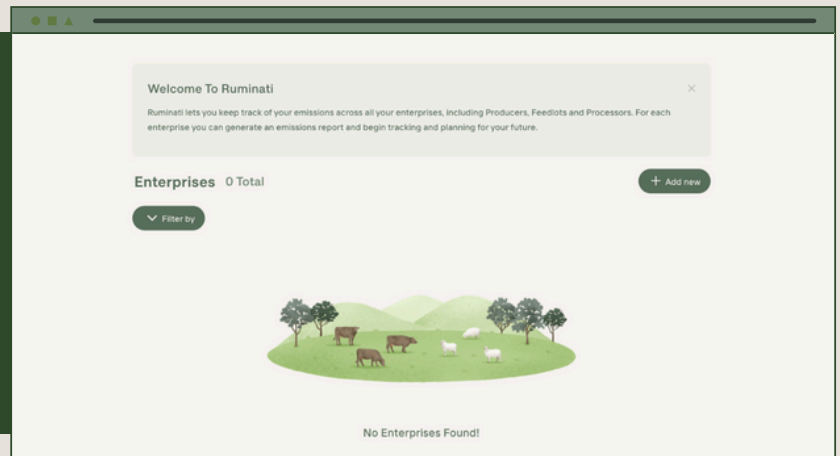 Welcome To Ruminati
Ruminati lets you keep track of your emissions across all your enterprises, including Producers, Feedlots and Processors. For each
enterprise you can generate an emissions report and begin tracking and planning for your future.
Enterprises 0 Total
Add new
Filter by
No Enterprises Found!